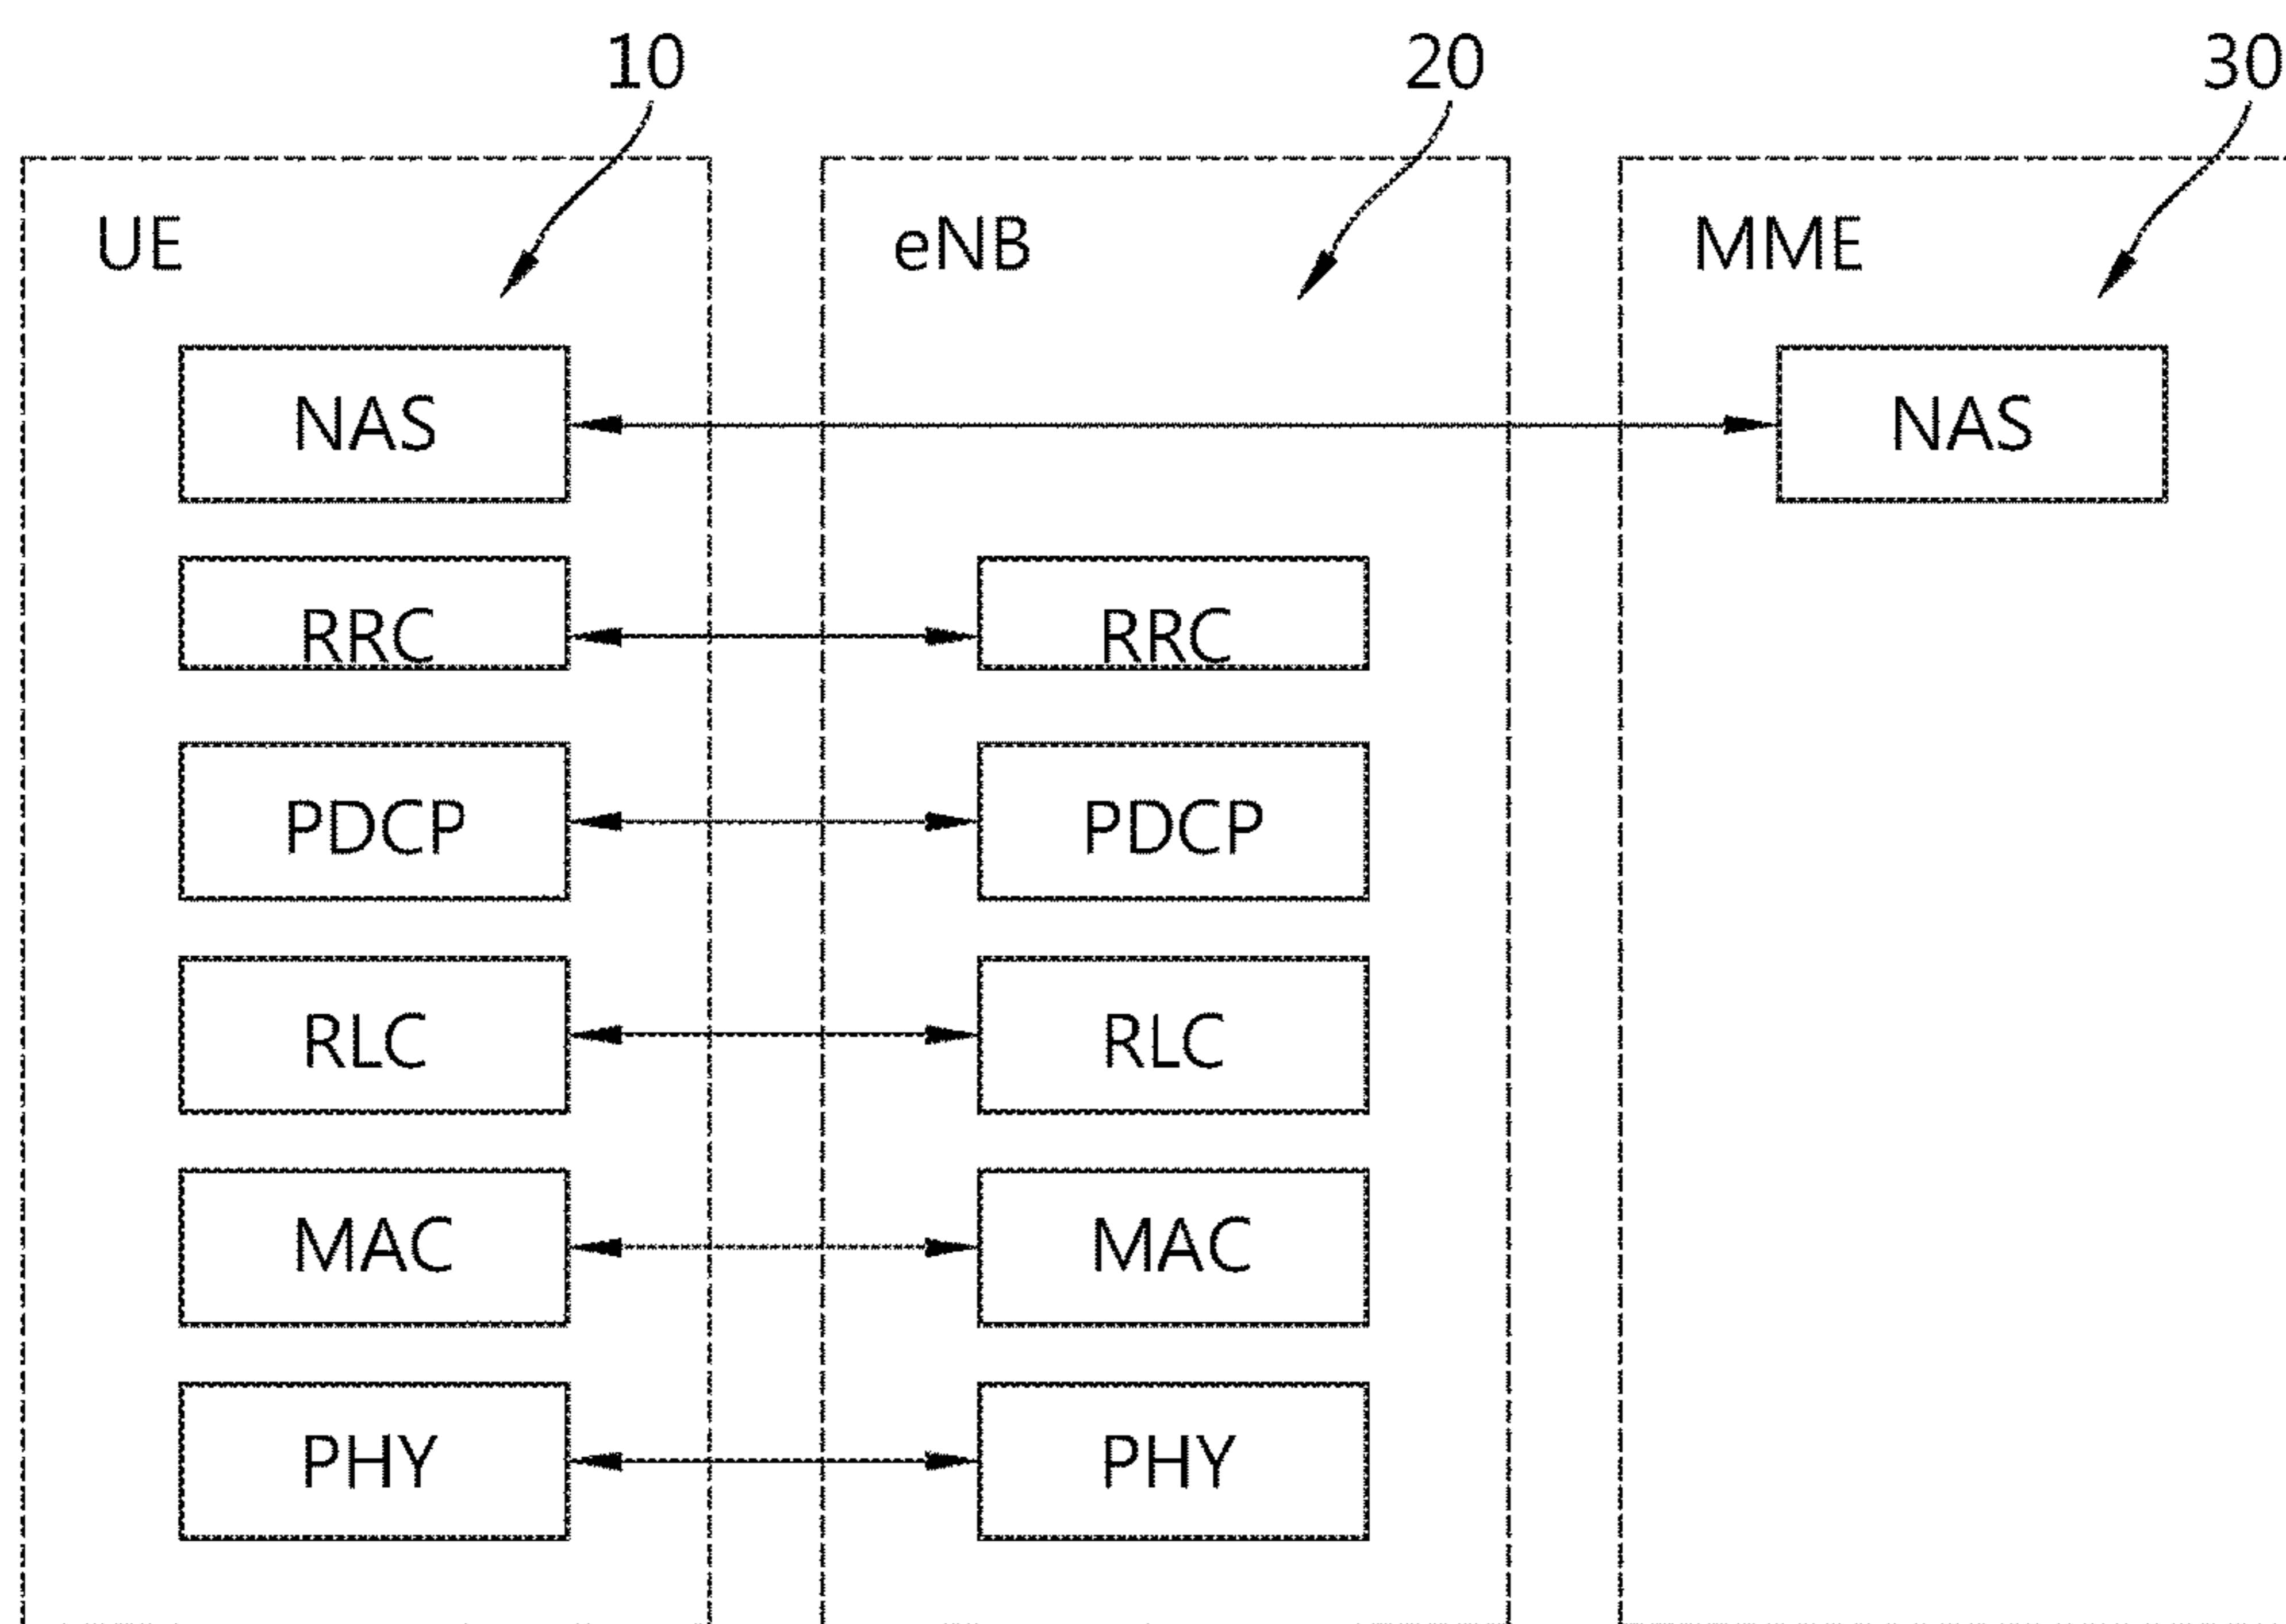 10 20 30
UE eNB MME
NAS NAS
RRC RRC
PDCP PDCP
RLC RLC
MAC MAC
PHY PHY